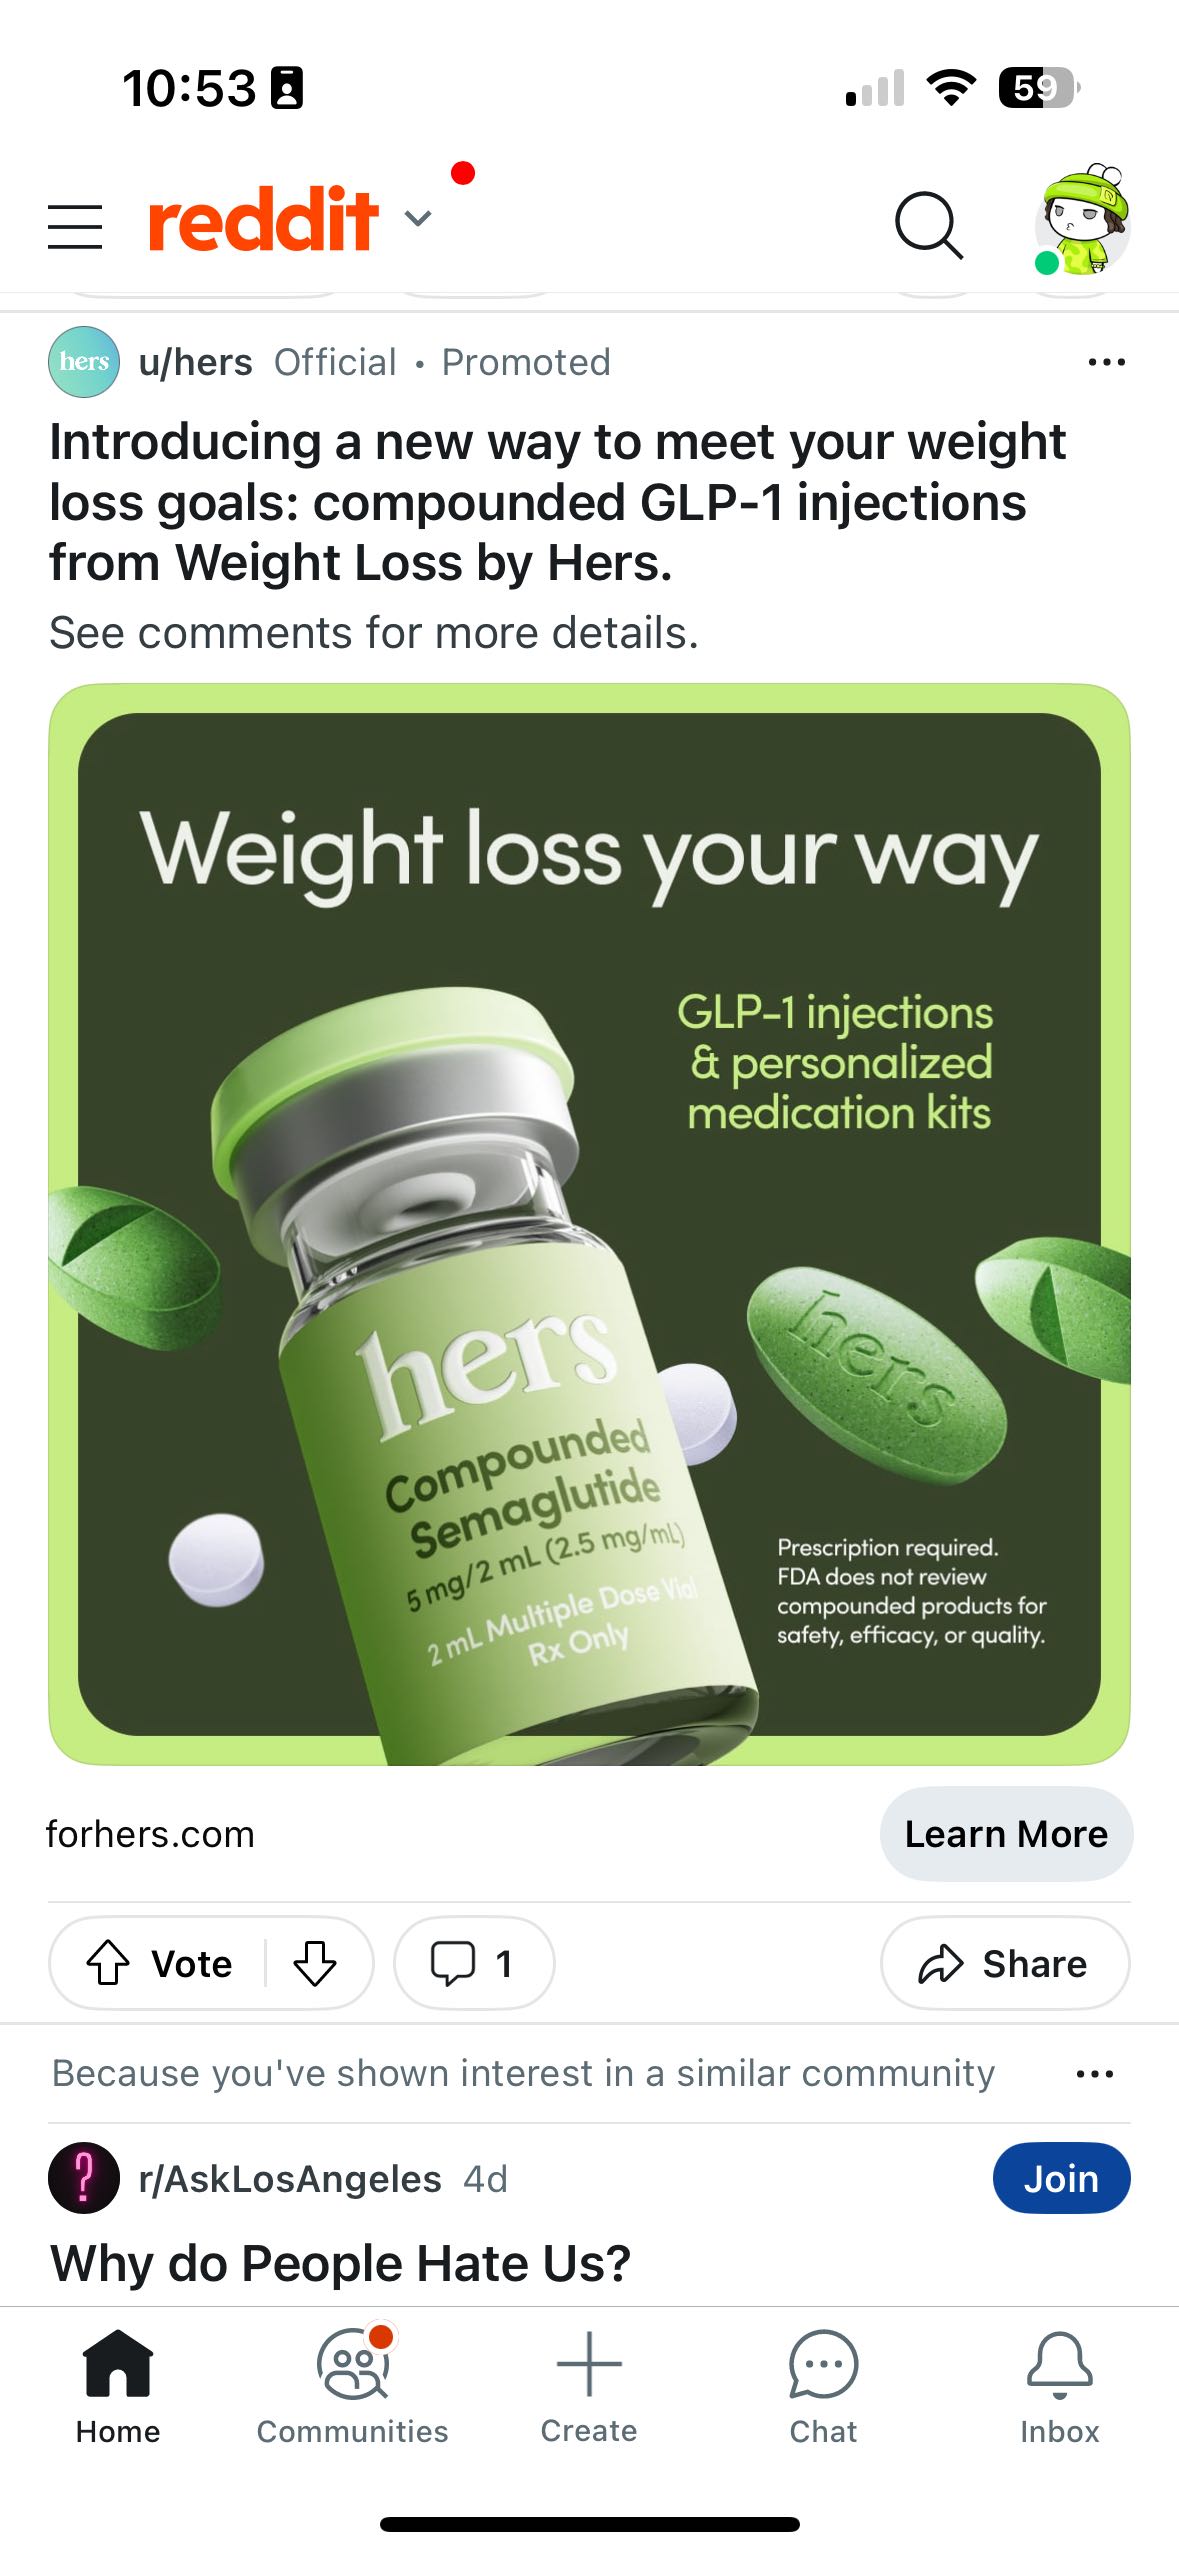 10:53
59
reddit
hers
u/hers Official • Promoted
Introducing a new way to meet your weight
loss goals: compounded GLP-1 injections
from Weight Loss by Hers.
See comments for more details.
Weight loss your way
GLP-1 injections
& personalized
medication kits
hers
Compounded
Semaglutide
5 mg/2 mL (2.5 mg/mL)
2 mL Multiple Dose Vial
Rx Only
hers
Prescription required.
FDA does not review
compounded products for
safety, efficacy, or quality.
forhers.com
Learn More
Vote
1
Share
Because you've shown interest in a similar community
?
r/AskLosAngeles 4d
Join
Why do People Hate Us?
Home
Communities
Create
Chat
Inbox